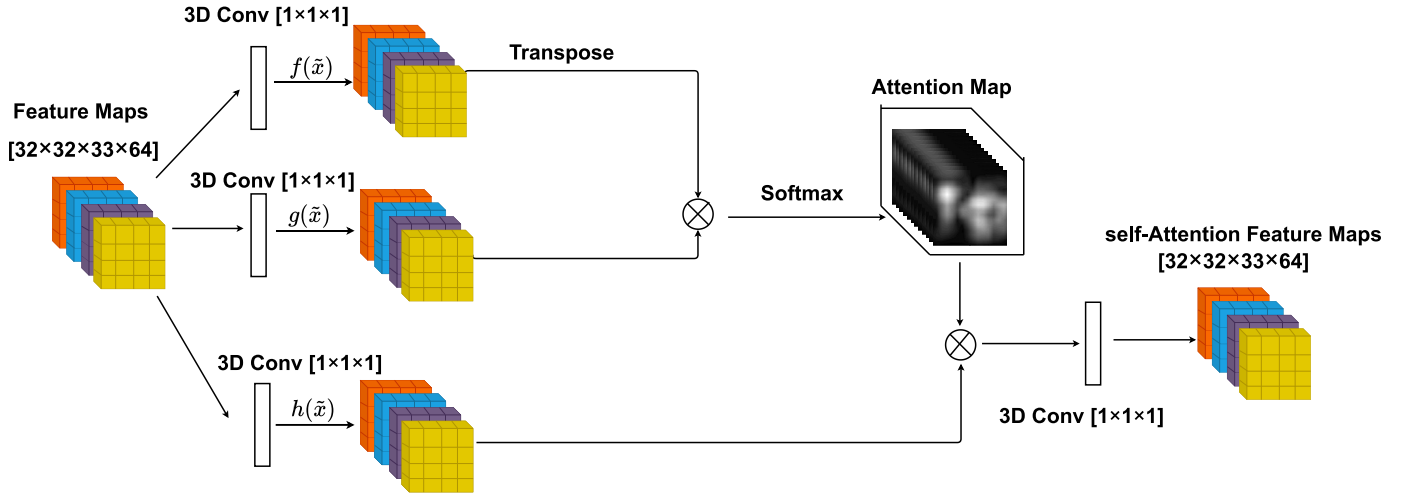 3D Conv [1×1×1]
f(x̃)
Transpose
Feature Maps
[32×32×33×64]
Attention Map
3D Conv [1×1×1]
g(x̃)
Softmax
self-Attention Feature Maps
[32×32×33×64]
3D Conv [1×1×1]
h(x̃)
3D Conv [1×1×1]